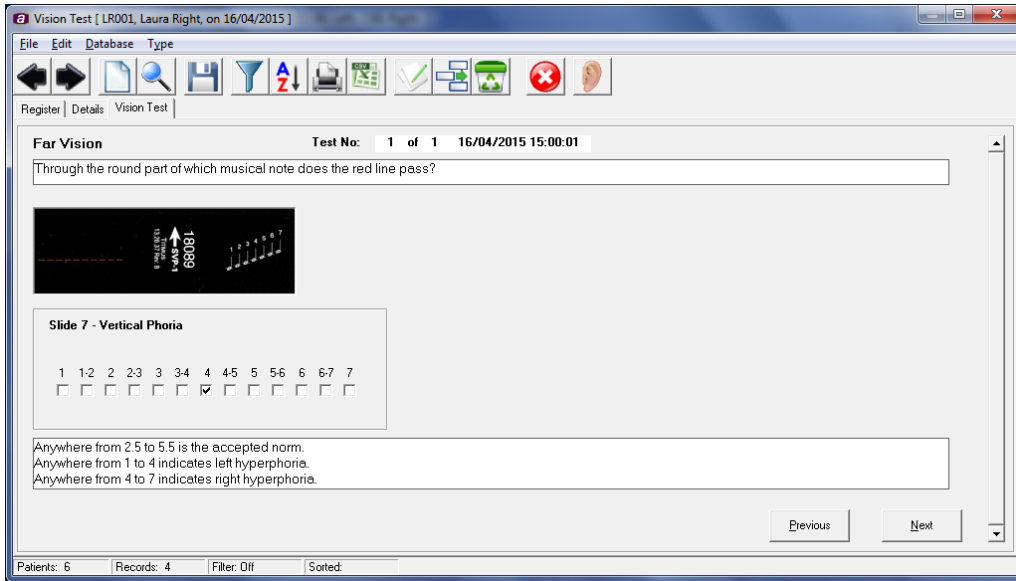 Vision Test [ LR001, Laura Right, on 16/04/2015 ]
File Edit Database Type
A
Z
CSV
Register Details Vision Test
Far Vision Test No: 1 of 1 16/04/2015 15:00:01
Through the round part of which musical note does the red line pass?
18089
SVP-1
Titmus
1 2 3 4 5 6 7
Slide 7 - Vertical Phoria
1 1-2 2 2-3 3 3-4 4 4-5 5 5-6 6 6-7 7
Anywhere from 2.5 to 5.5 is the accepted norm.
Anywhere from 1 to 4 indicates left hyperphoria.
Anywhere from 4 to 7 indicates right hyperphoria.
Previous Next
Patients: 6 Records: 4 Filter: Off Sorted: